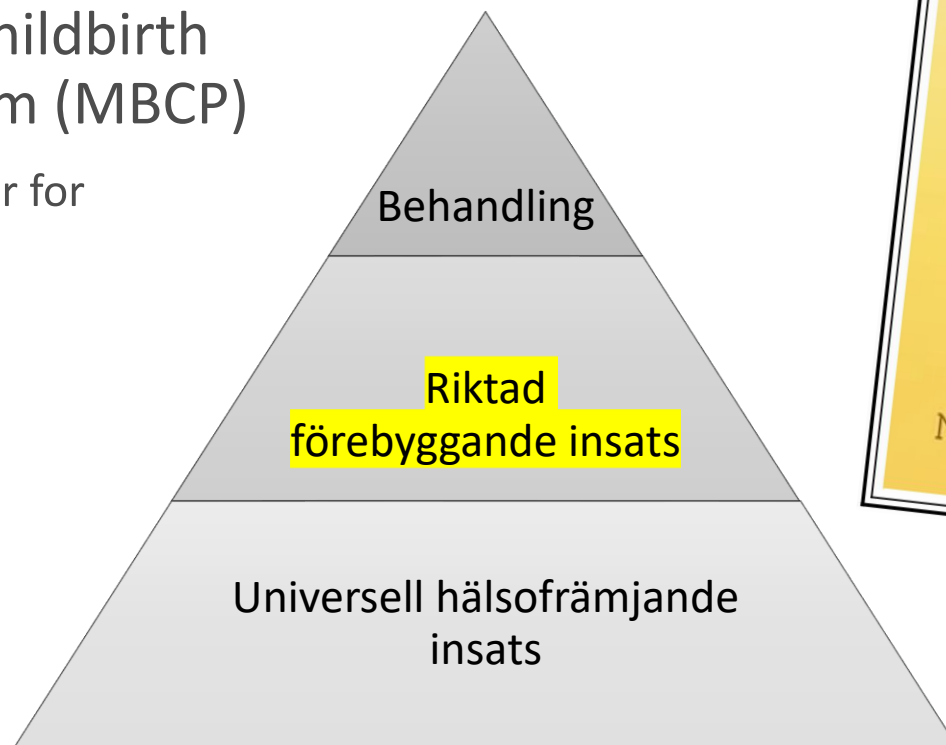 hildbirth
m (MBCP)
r for
Behandling
Riktad
förebyggande insats
Universell hälsofrämjande
insats
N